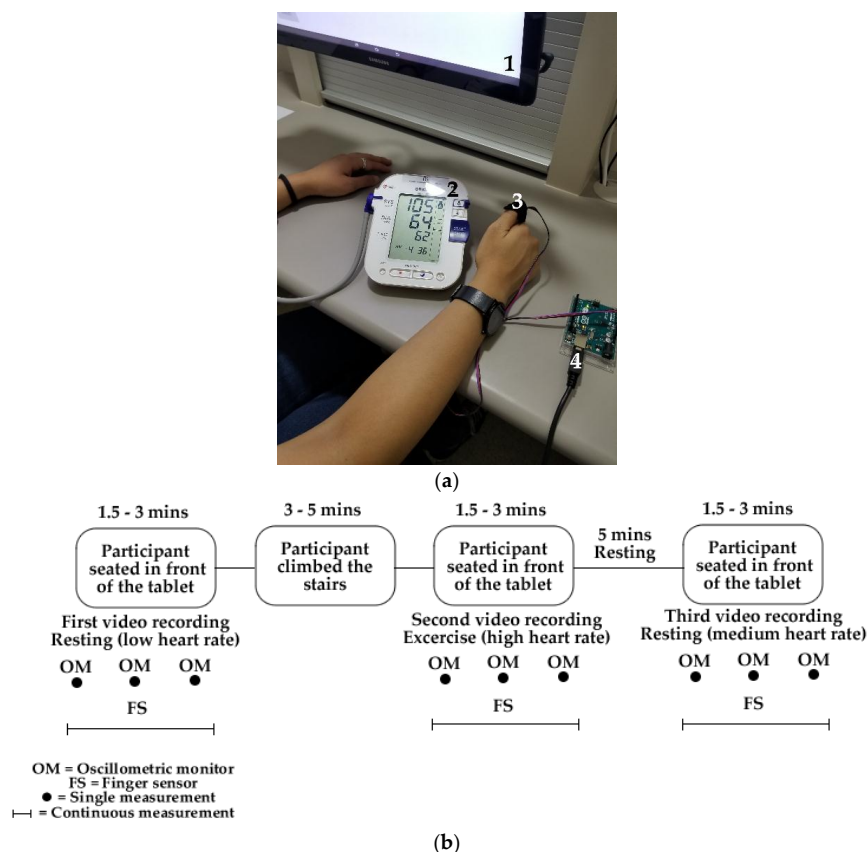 1
SAMSUNG
2
105
64
62
4:36
3
4
(a)
1.5 - 3 mins
3 - 5 mins
1.5 - 3 mins
1.5 - 3 mins
Participant
seated in front
of the tablet
Participant
climbed the
stairs
Participant
seated in front
of the tablet
5 mins
Resting
Participant
seated in front
of the tablet
First video recording
Resting (low heart rate)
OM OM OM
FS
Second video recording
Excercise (high heart rate)
OM OM OM
FS
Third video recording
Resting (medium heart rate)
OM OM OM
FS
OM = Oscillometric monitor
FS = Finger sensor
● = Single measurement
= Continuous measurement
(b)